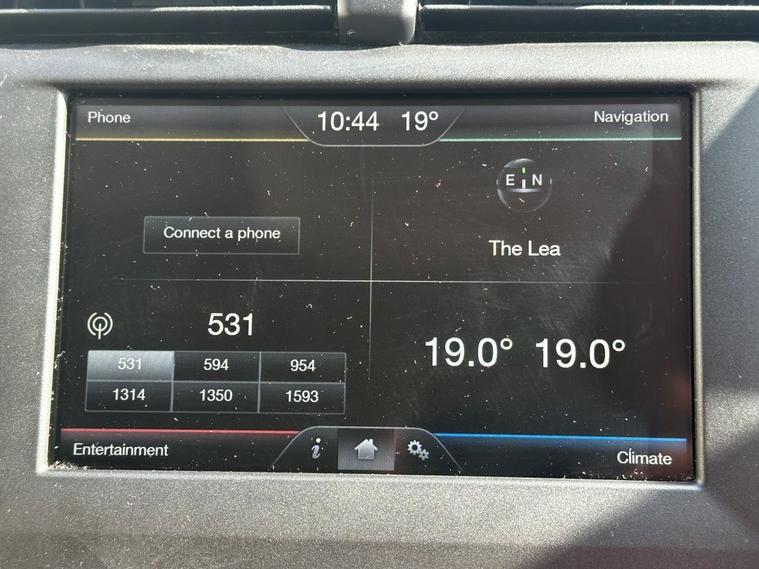 Phone
10:44 19°
Navigation
E N
Connect a phone
The Lea
531
531 594 954
1314 1350 1593
19.0° 19.0°
Entertainment
i
Climate